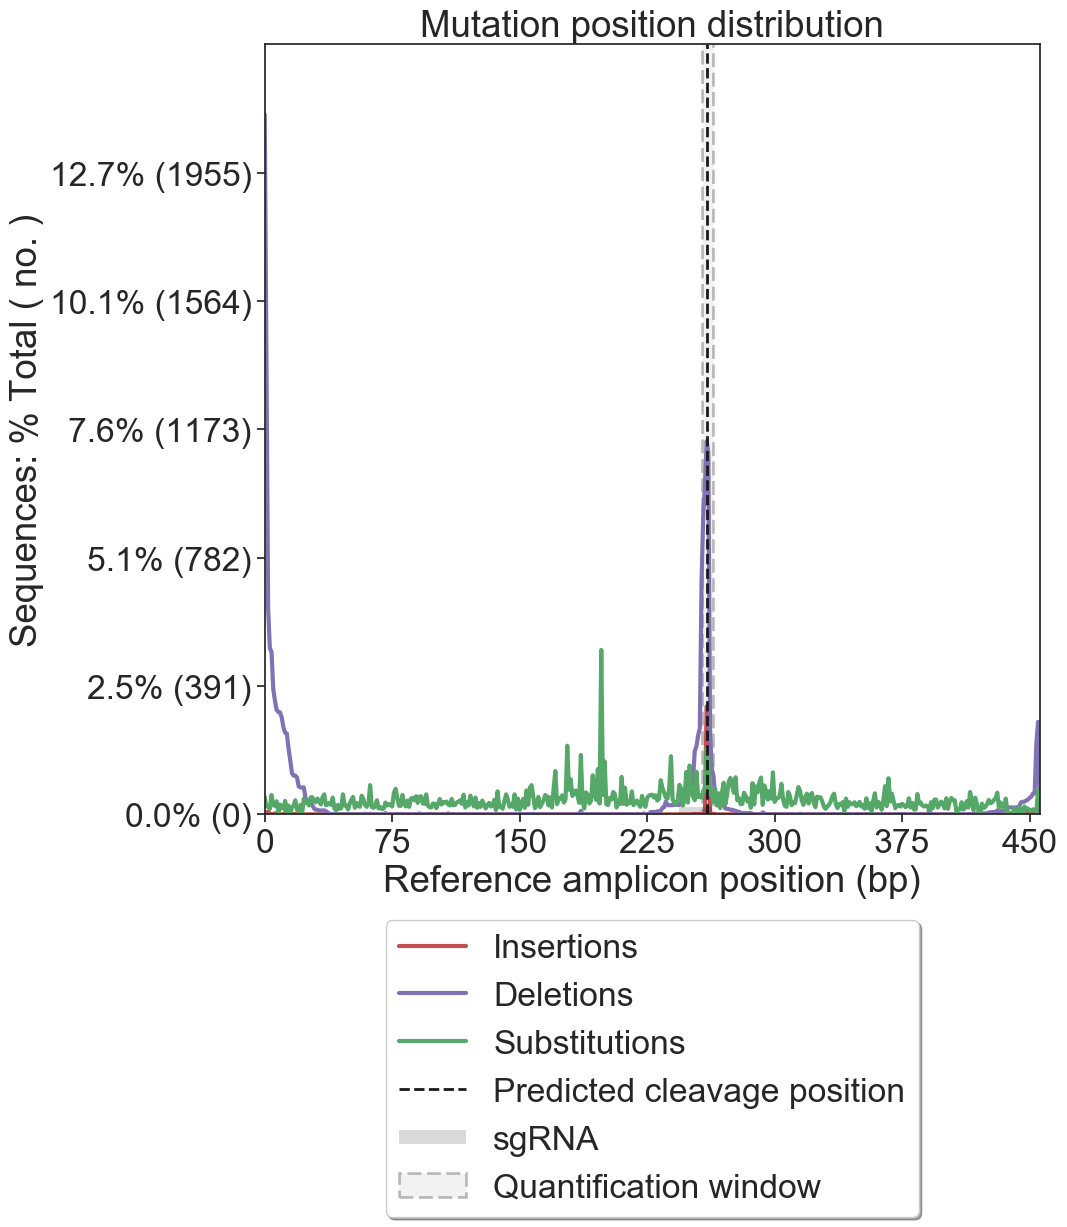 Mutation position distribution
Sequences: % Total ( no. )
12.7% (1955)
10.1% (1564)
7.6% (1173)
5.1% (782)
2.5% (391)
0.0% (0)
0 75 150 225 300 375 450
Reference amplicon position (bp)
Insertions
Deletions
Substitutions
Predicted cleavage position
sgRNA
Quantification window